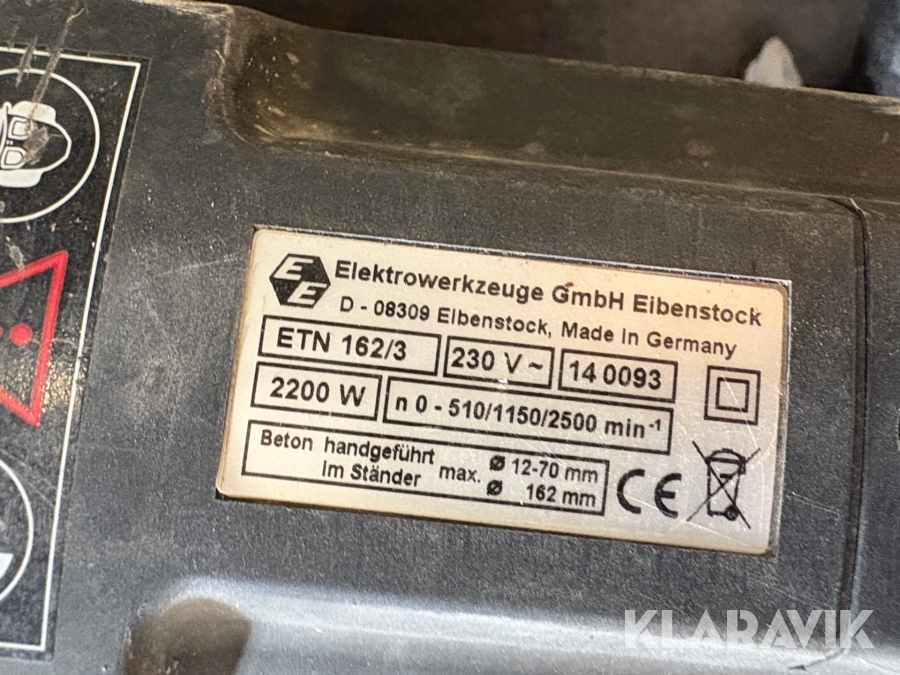 EE
Elektrowerkzeuge GmbH Eibenstock
D - 08309 Eibenstock, Made in Germany
ETN 162/3 230 V ~ 14 0093
2200 W n 0 - 510/1150/2500 min⁻¹
Beton handgeführt max. ⌀ 12-70 mm
Im Ständer ⌀ 162 mm
CE
KLARAVIK